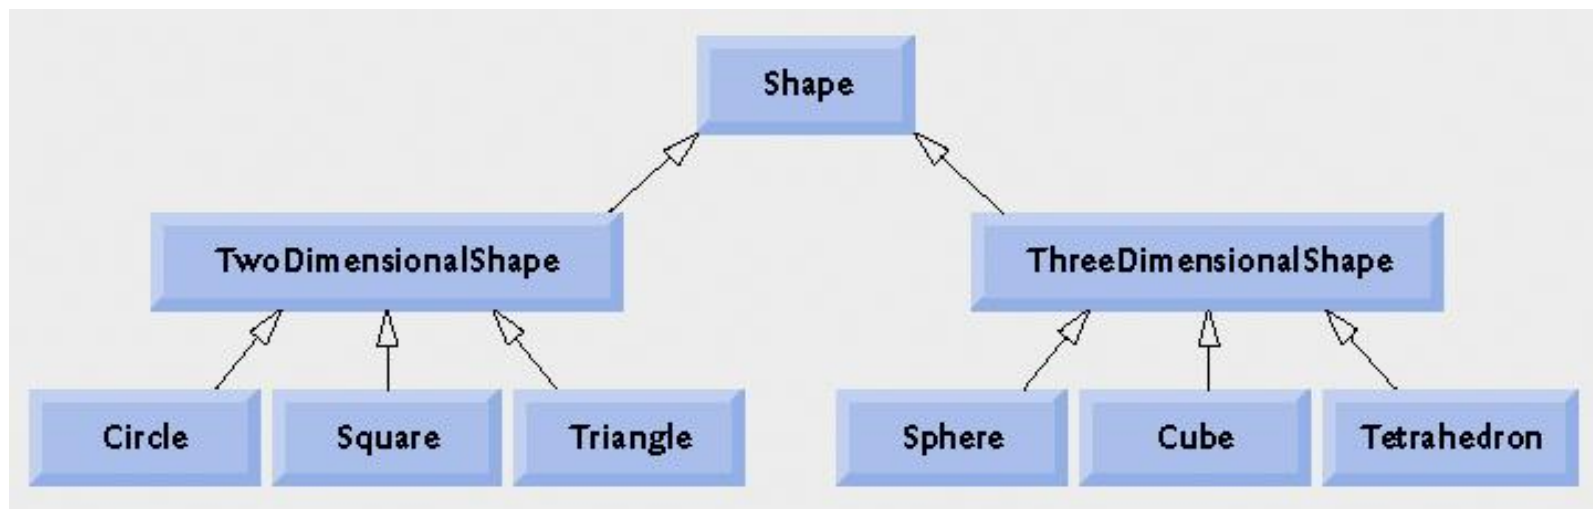 Shape
TwoDimensionalShape
ThreeDimensionalShape
Circle
Square
Triangle
Sphere
Cube
Tetrahedron